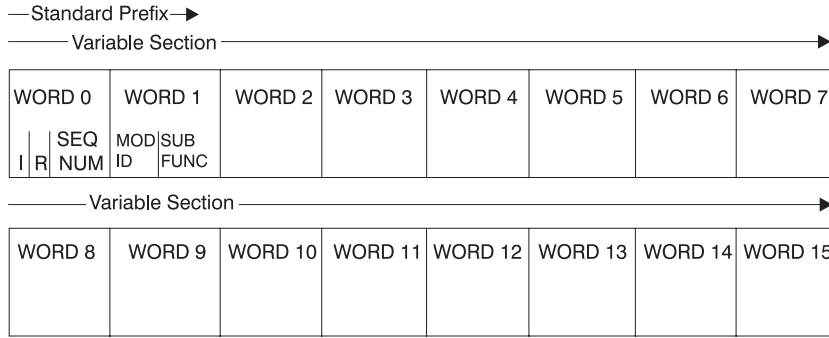 Standard Prefix
Variable Section
WORD 0 WORD 1 WORD 2 WORD 3 WORD 4 WORD 5 WORD 6 WORD 7
I R SEQ NUM MOD ID SUB FUNC
Variable Section
WORD 8 WORD 9 WORD 10 WORD 11 WORD 12 WORD 13 WORD 14 WORD 15